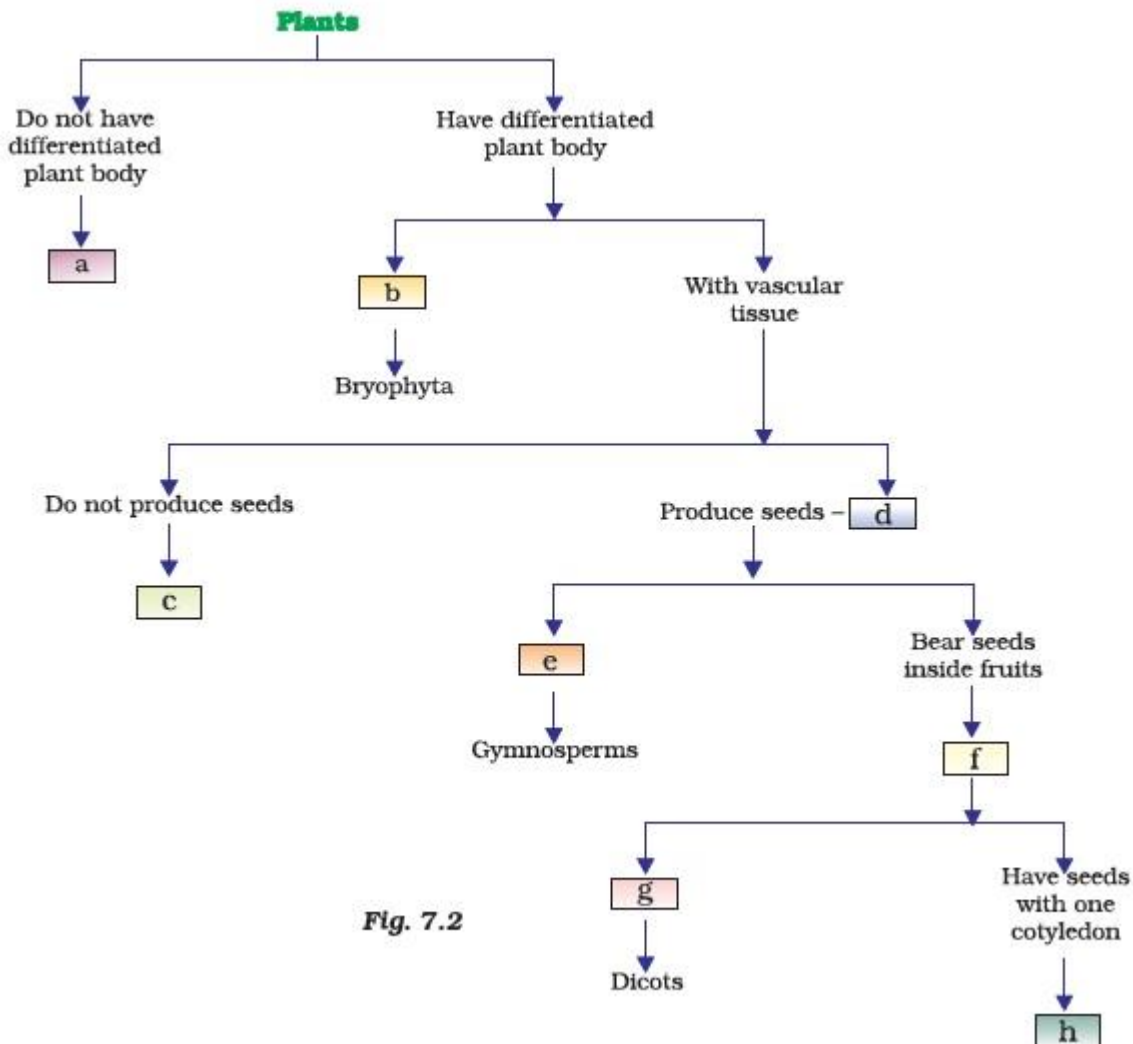 Plants
Do not have
differentiated
plant body
Have differentiated
plant body
a
b
With vascular
tissue
Bryophyta
Do not produce seeds
Produce seeds –
d
c
e
Bear seeds
inside fruits
Gymnosperms
f
g
Have seeds
with one
cotyledon
Fig. 7.2
Dicots
h